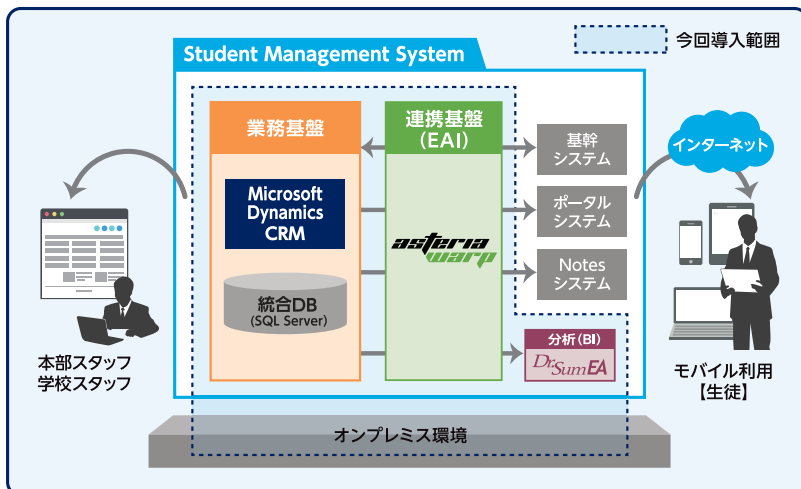 今回導入範囲
Student Management System
業務基盤
連携基盤
(EAI)
基幹
システム
インターネット
Microsoft
Dynamics
CRM
ポータル
システム
asteria
warp
Notes
システム
統合DB
(SQL Server)
分析(BI)
Dr.Sum EA
本部スタッフ
学校スタッフ
モバイル利用
【生徒】
オンプレミス環境